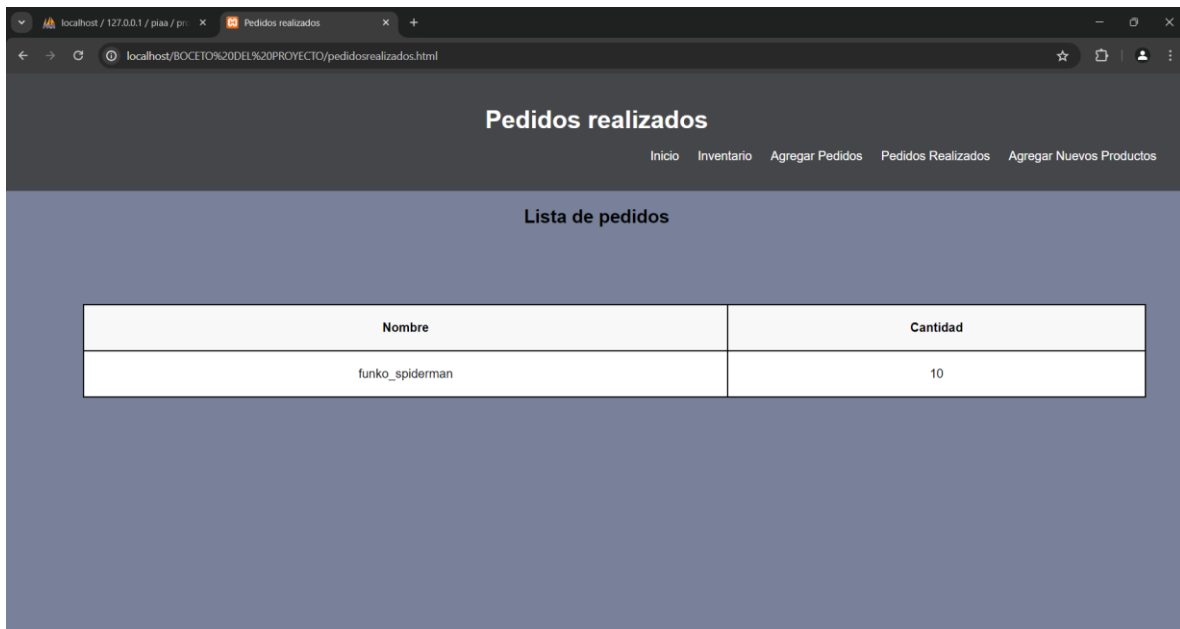 localhost / 127.0.0.1 / piaa / pro
Pedidos realizados
localhost/BOCETO%20DEL%20PROYECTO/pedidosrealizados.html
Pedidos realizados
Inicio Inventario Agregar Pedidos Pedidos Realizados Agregar Nuevos Productos
Lista de pedidos
Nombre Cantidad
funko_spiderman 10